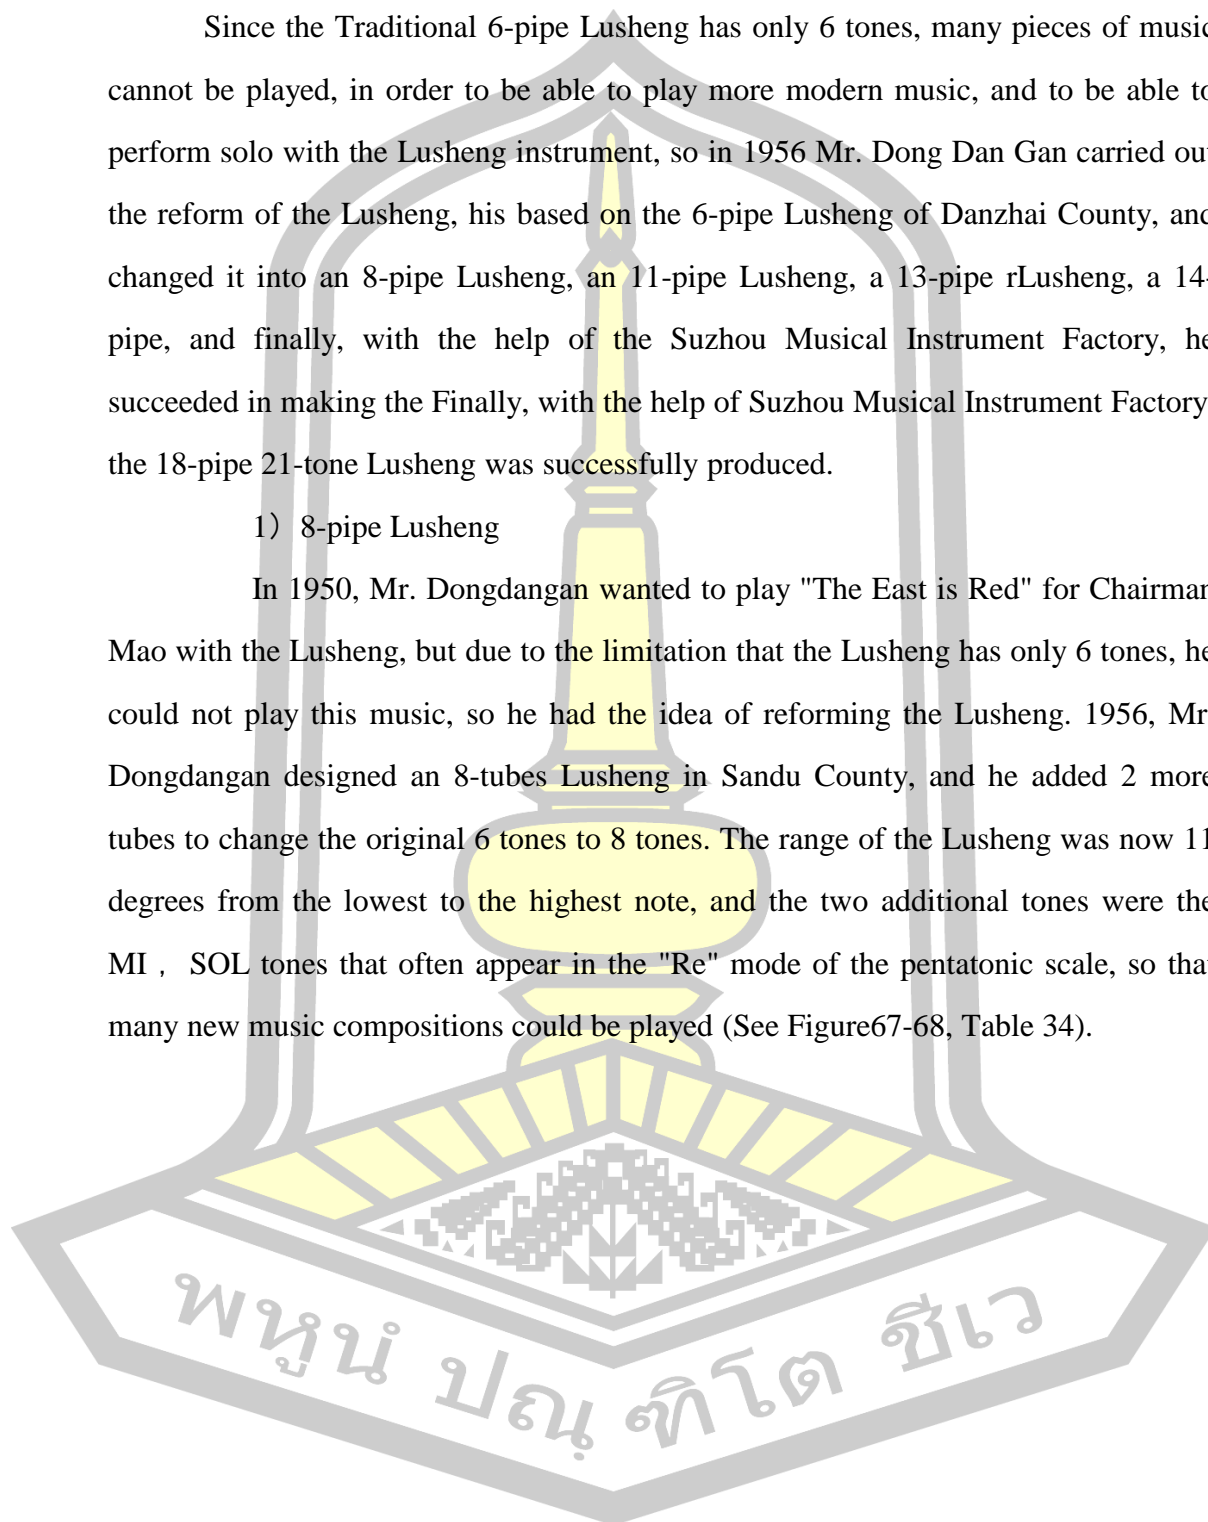 Since the Traditional 6-pipe Lusheng has only 6 tones, many pieces of music
cannot be played, in order to be able to play more modern music, and to be able to
perform solo with the Lusheng instrument, so in 1956 Mr. Dong Dan Gan carried out
the reform of the Lusheng, his based on the 6-pipe Lusheng of Danzhai County, and
changed it into an 8-pipe Lusheng, an 11-pipe Lusheng, a 13-pipe rLusheng, a 14-
pipe, and finally, with the help of the Suzhou Musical Instrument Factory, he
succeeded in making the Finally, with the help of Suzhou Musical Instrument Factory
the 18-pipe 21-tone Lusheng was successfully produced.
1）8-pipe Lusheng
In 1950, Mr. Dongdangan wanted to play "The East is Red" for Chairman
Mao with the Lusheng, but due to the limitation that the Lusheng has only 6 tones, he
could not play this music, so he had the idea of reforming the Lusheng. 1956, Mr
Dongdangan designed an 8-tubes Lusheng in Sandu County, and he added 2 more
tubes to change the original 6 tones to 8 tones. The range of the Lusheng was now 11
degrees from the lowest to the highest note, and the two additional tones were the
MI， SOL tones that often appear in the "Re" mode of the pentatonic scale, so that
many new music compositions could be played (See Figure67-68, Table 34).
พหูนํ ปณฺฑิโต ชีเว